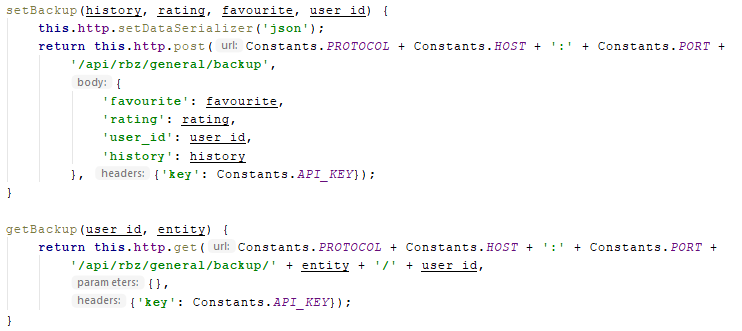 setBackup(history, rating, favourite, user_id) {
this.http.setDataSerializer('json');
return this.http.post( url: Constants.PROTOCOL + Constants.HOST + ':' + Constants.PORT +
'/api/rbz/general/backup',
body: {
'favourite': favourite,
'rating': rating,
'user_id': user_id,
'history': history
}, headers: {'key': Constants.API_KEY});
}
getBackup(user_id, entity) {
return this.http.get( url: Constants.PROTOCOL + Constants.HOST + ':' + Constants.PORT +
'/api/rbz/general/backup/' + entity + '/' + user_id,
parameters: {},
headers: {'key': Constants.API_KEY});
}